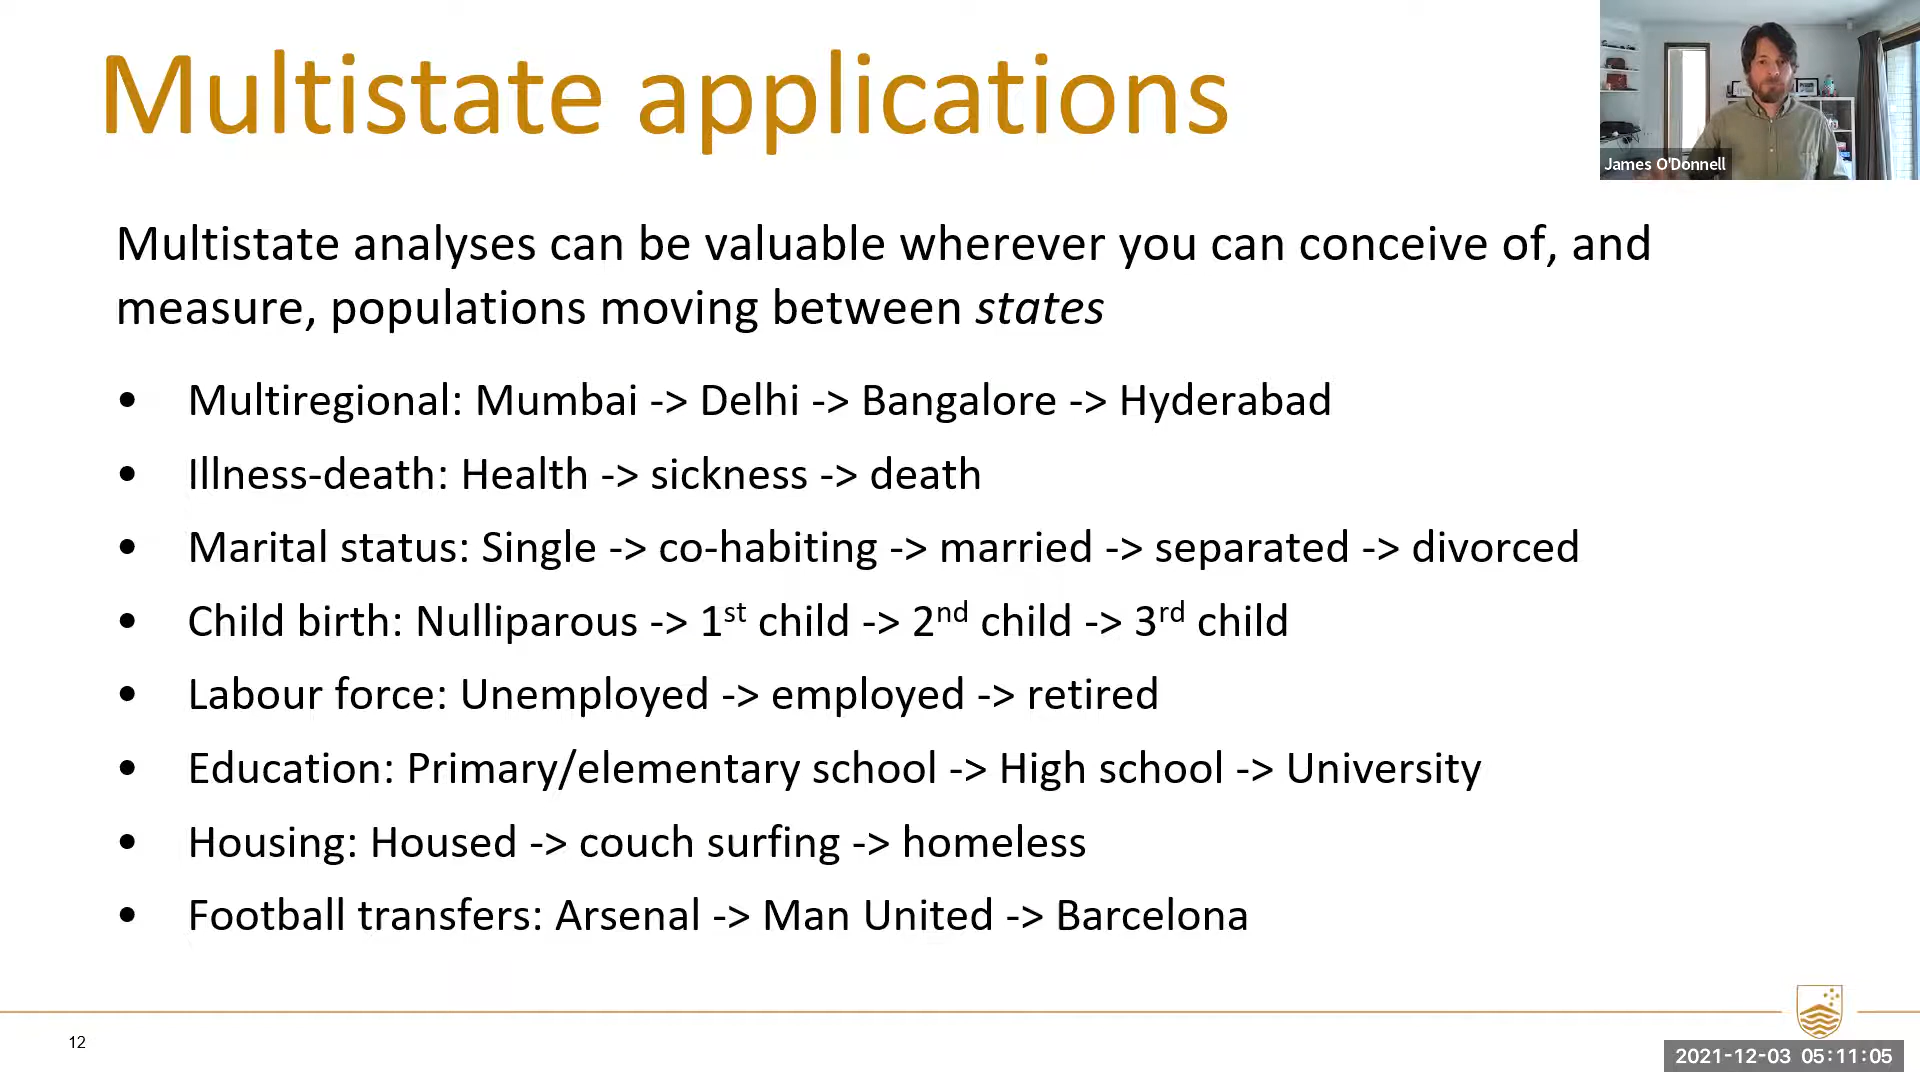 Multistate applications
James O'Donnell
Multistate analyses can be valuable wherever you can conceive of, and
measure, populations moving between states
• Multiregional: Mumbai -> Delhi -> Bangalore -> Hyderabad
• Illness-death: Health -> sickness -> death
• Marital status: Single -> co-habiting -> married -> separated -> divorced
• Child birth: Nulliparous -> 1st child -> 2nd child -> 3rd child
• Labour force: Unemployed -> employed -> retired
• Education: Primary/elementary school -> High school -> University
• Housing: Housed -> couch surfing -> homeless
• Football transfers: Arsenal -> Man United -> Barcelona
12
2021-12-03 05:11:05